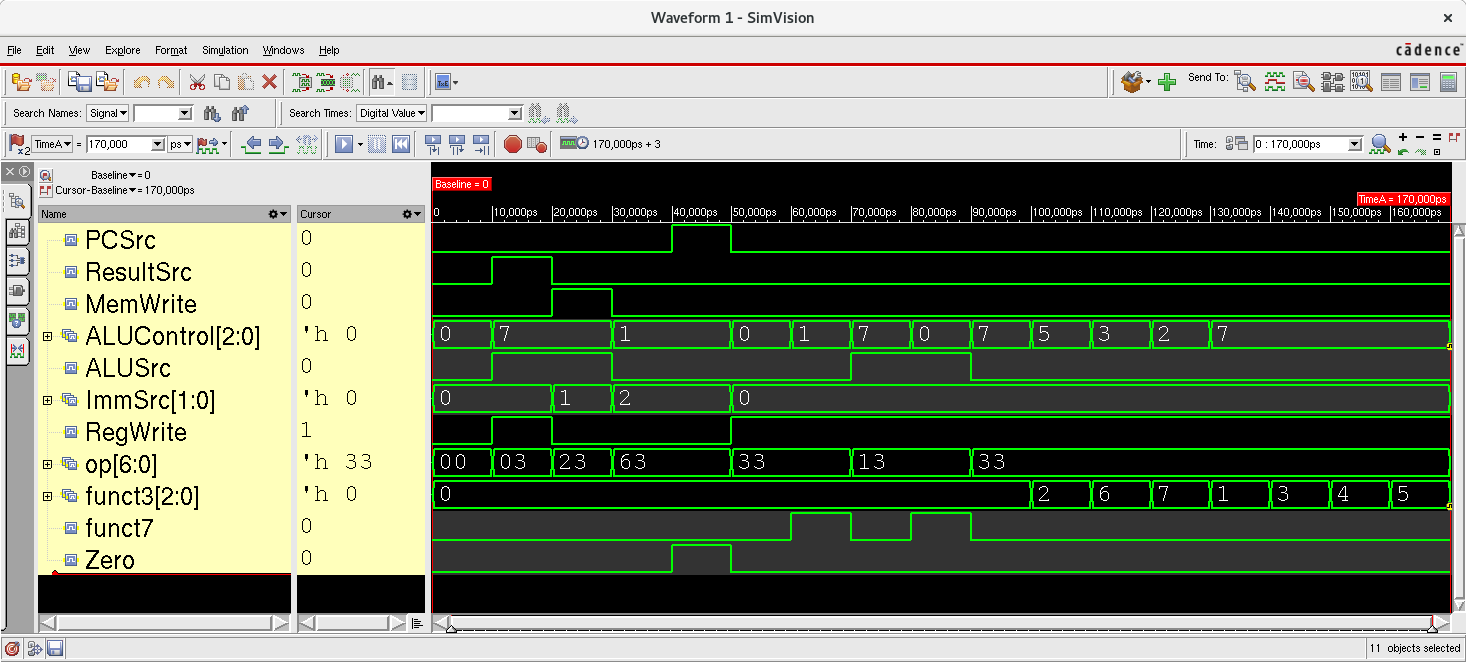 Waveform 1 - SimVision
File Edit View Explore Format Simulation Windows Help
cādence
Send To:
Search Names: Signal
Search Times: Digital Value
x2 TimeA = 170,000 ps
170,000ps + 3
Time: 0 : 170,000ps
Baseline = 0
Cursor-Baseline = 170,000ps
Baseline = 0
TimeA = 170,000ps
Name Cursor
0 10,000ps 20,000ps 30,000ps 40,000ps 50,000ps 60,000ps 70,000ps 80,000ps 90,000ps 100,000ps 110,000ps 120,000ps 130,000ps 140,000ps 150,000ps 160,000ps
PCSrc 0
ResultSrc 0
MemWrite 0
ALUControl[2:0] 'h 0 0 7 1 0 1 7 0 7 5 3 2 7
ALUSrc 0
ImmSrc[1:0] 'h 0 0 1 2 0
RegWrite 1
op[6:0] 'h 33 00 03 23 63 33 13 33
funct3[2:0] 'h 0 0 2 6 7 1 3 4 5
funct7 0
Zero 0
11 objects selected